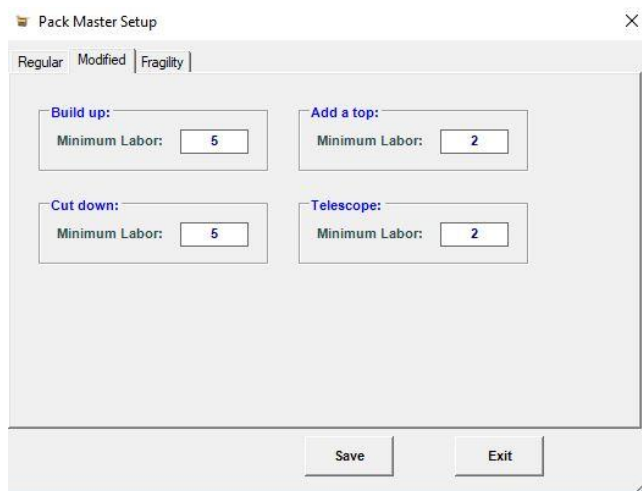 Pack Master Setup
Regular Modified Fragility
Build up:
Minimum Labor: 5
Add a top:
Minimum Labor: 2
Cut down:
Minimum Labor: 5
Telescope:
Minimum Labor: 2
Save Exit